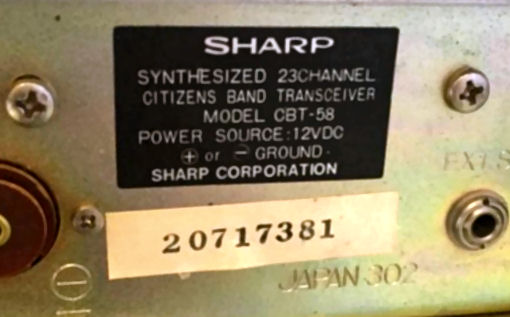 SHARP
SYNTHESIZED 23CHANNEL
CITIZENS BAND TRANSCEIVER
MODEL CBT-58
POWER SOURCE:12VDC
⊕ or ⊖ GROUND.
SHARP CORPORATION
EXT.S
20717381
JAPAN 302